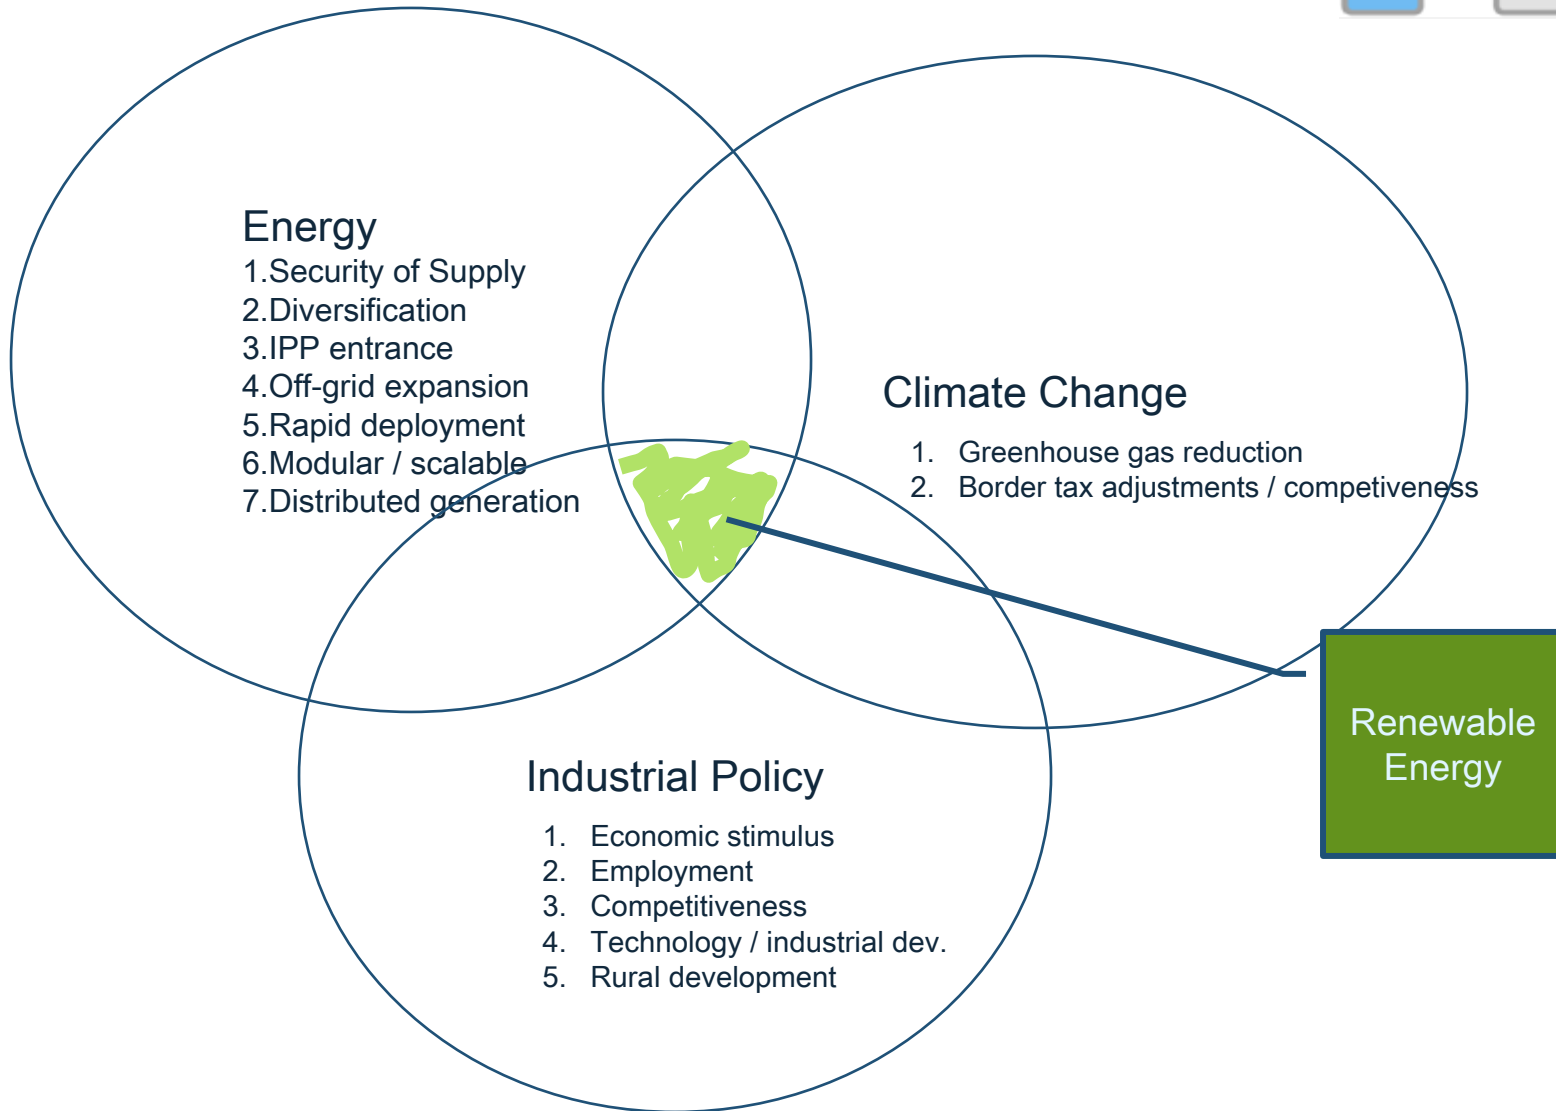 Energy
1.Security of Supply
2.Diversification
3.IPP entrance
4.Off-grid expansion
5.Rapid deployment
6.Modular / scalable
7.Distributed generation
Climate Change
1. Greenhouse gas reduction
2. Border tax adjustments / competiveness
Renewable
Energy
Industrial Policy
1. Economic stimulus
2. Employment
3. Competitiveness
4. Technology / industrial dev.
5. Rural development